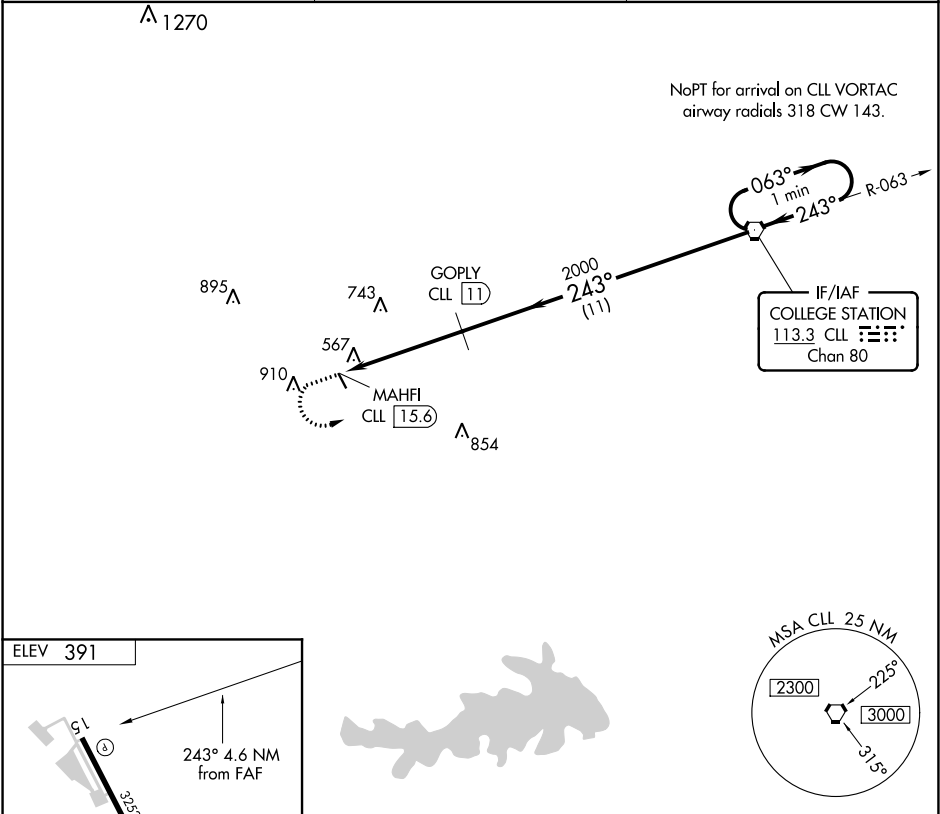 1270
NoPT for arrival on CLL VORTAC
airway radials 318 CW 143.
063°
1 min
243°
R-063
2000
243°
(11)
GOPLY
CLL 11
895
743
567
910
MAHFI
CLL 15.6
854
IF/IAF
COLLEGE STATION
113.3 CLL
Chan 80
ELEV 391
15
243° 4.6 NM
from FAF
MSA CLL 25 NM
2300
225°
3000
315°